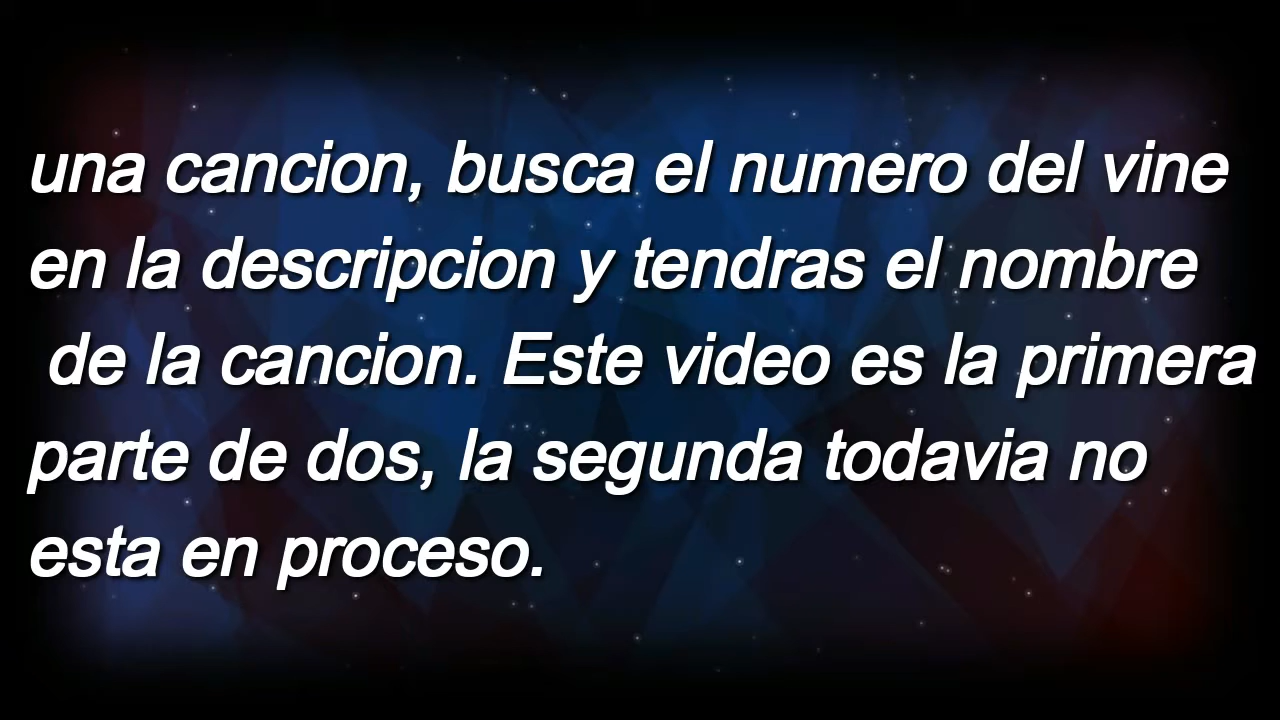 una cancion, busca el numero del vine
en la descripcion y tendras el nombre
de la cancion. Este video es la primera
parte de dos, la segunda todavia no
esta en proceso.